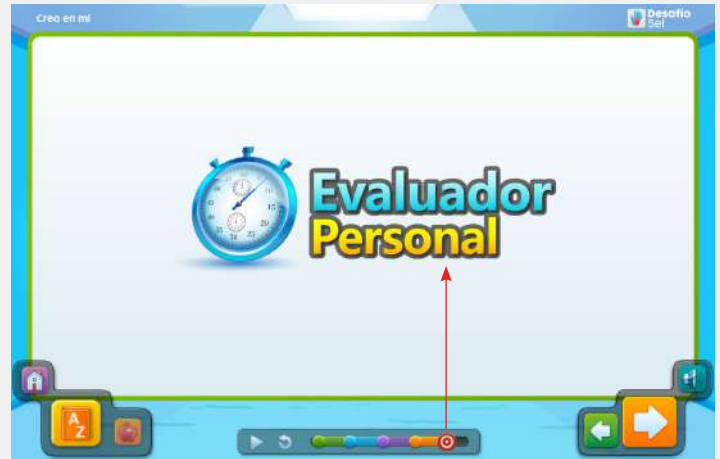 Creo en mí
Desafío
Sel
Evaluador
Personal
A
Z